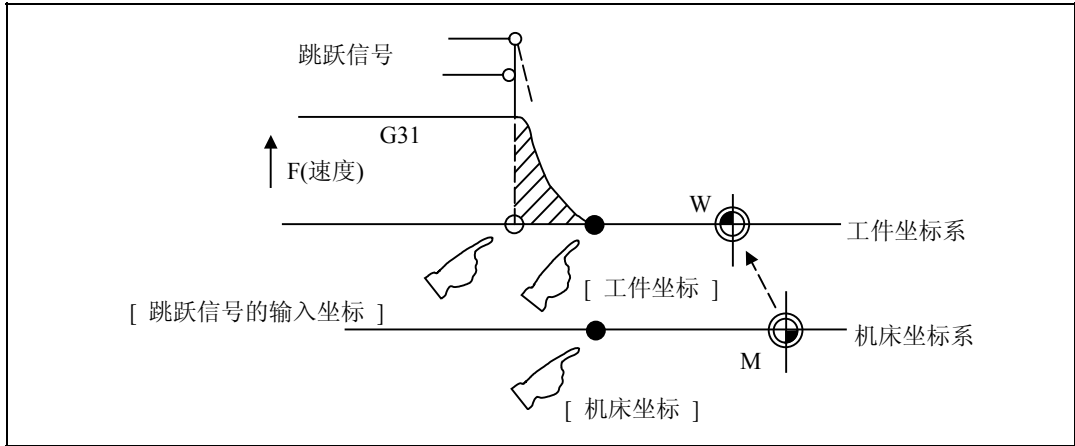 跳跃信号
G31
F(速度)
W
工件坐标系
[ 工件坐标 ]
[ 跳跃信号的输入坐标 ]
机床坐标系
M
[ 机床坐标 ]